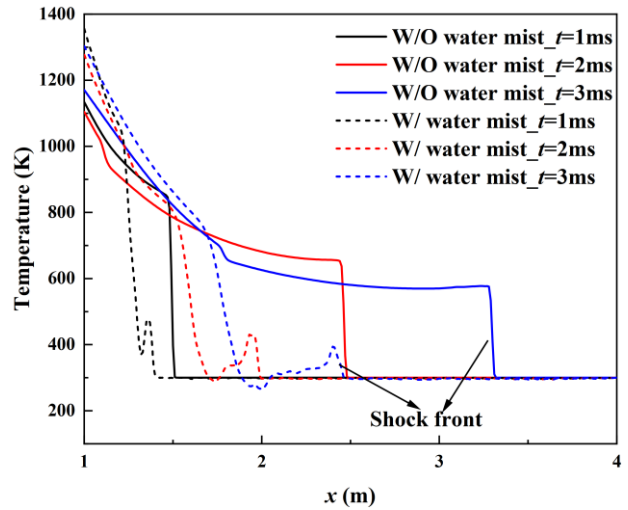 1400
1200
1000
800
600
400
200
Temperature (K)
W/O water mist_t=1ms
W/O water mist_t=2ms
W/O water mist_t=3ms
W/ water mist_t=1ms
W/ water mist_t=2ms
W/ water mist_t=3ms
Shock front
1 2 3 4
x (m)